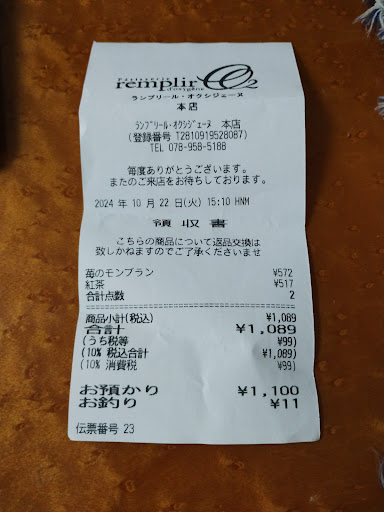 PATISSERIE
remplir
d'oxygène
O2
ランプリール・オクシジェーヌ
本店
ﾗﾝﾌﾟﾘｰﾙ･ｵｸｼｼﾞｪｰﾇ 本店
(登録番号 T2810919528087)
TEL 078-958-5188
毎度ありがとうございます。
またのご来店をお待ちしております。
2024 年 10 月 22 日(火) 15:10 HNM
領収書
こちらの商品について返品交換は
致しかねますのでご了承くださいませ
苺のモンブラン ¥572
紅茶 ¥517
合計点数 2
商品小計(税込) ¥1,089
合計 ¥1,089
(うち税等 ¥99)
(10% 税込合計 ¥1,089)
(10% 消費税 ¥99)
お預かり ¥1,100
お釣り ¥11
伝票番号 23